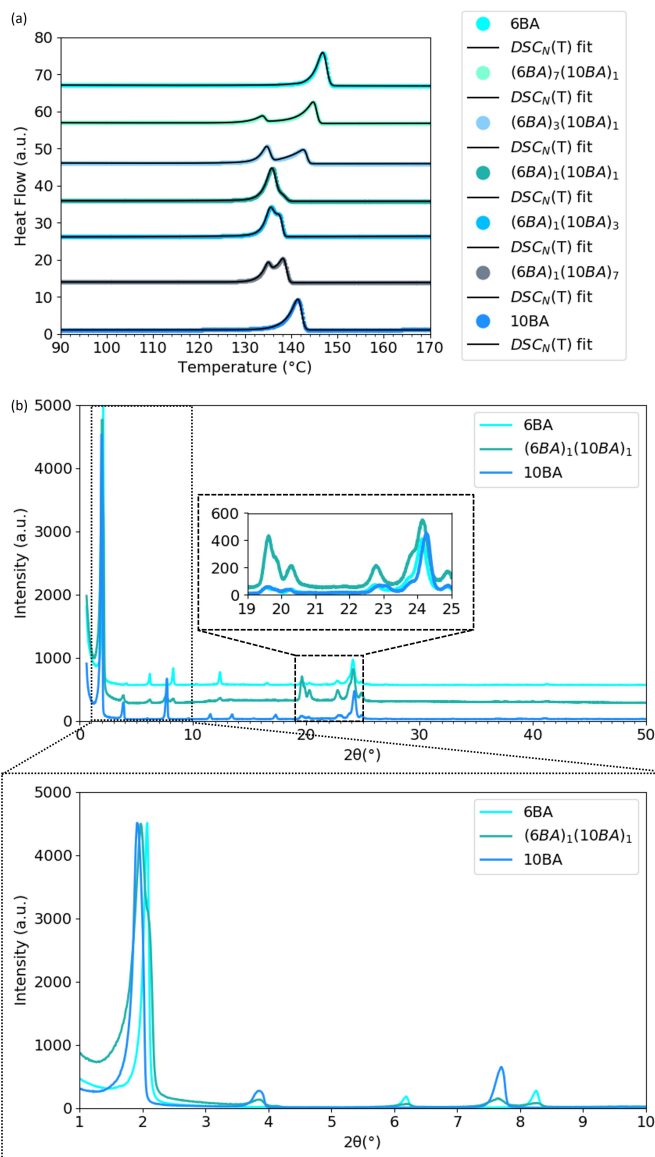 (a)
80
70
60
50
40
30
20
10
0
Heat Flow (a.u.)
90 100 110 120 130 140 150 160 170
Temperature (°C)
6BA
DSC_N(T) fit
(6BA)_7(10BA)_1
DSC_N(T) fit
(6BA)_3(10BA)_1
DSC_N(T) fit
(6BA)_1(10BA)_1
DSC_N(T) fit
(6BA)_1(10BA)_3
DSC_N(T) fit
(6BA)_1(10BA)_7
DSC_N(T) fit
10BA
DSC_N(T) fit
(b)
5000
4000
3000
2000
1000
0
Intensity (a.u.)
6BA
(6BA)_1(10BA)_1
10BA
600
400
200
0
19 20 21 22 23 24 25
0 10 20 30 40 50
2θ(°)
5000
4000
3000
2000
1000
0
Intensity (a.u.)
6BA
(6BA)_1(10BA)_1
10BA
1 2 3 4 5 6 7 8 9 10
2θ(°)